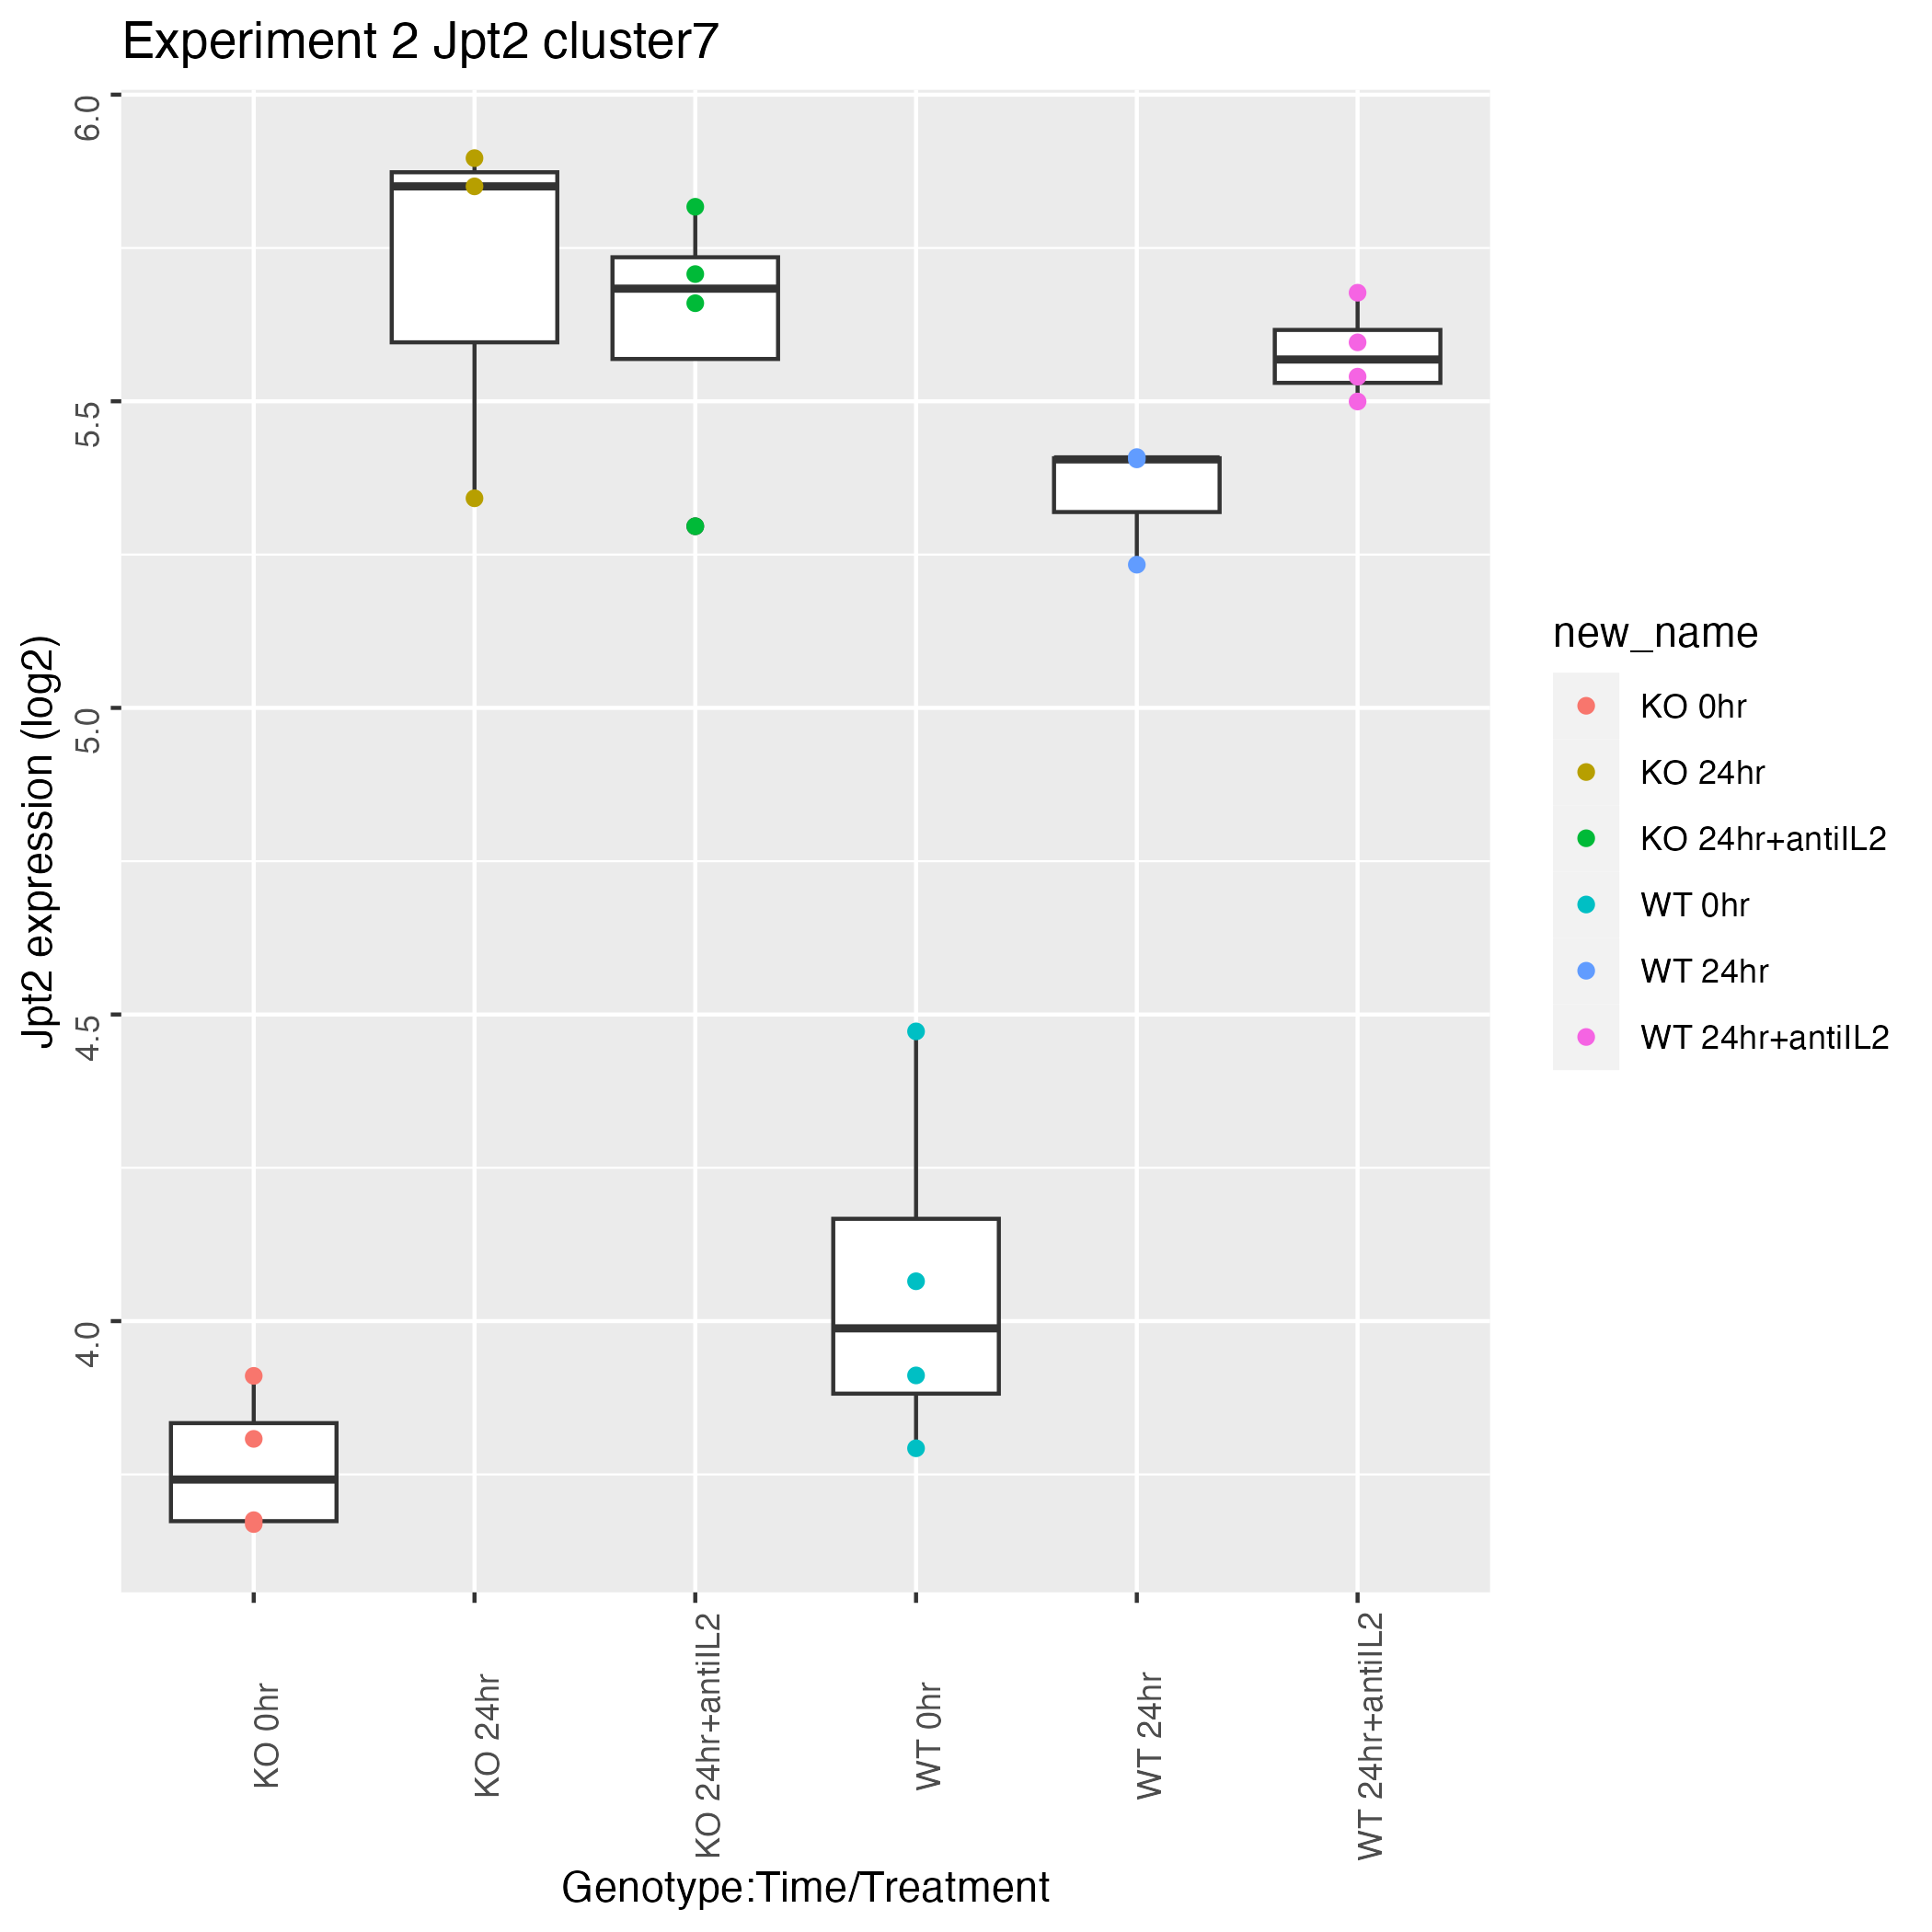 Experiment 2 Jpt2 cluster7
6.0
5.5
5.0
4.5
4.0
Jpt2 expression (log2)
KO 0hr
KO 24hr
KO 24hr+antiIL2
WT 0hr
WT 24hr
WT 24hr+antiIL2
Genotype:Time/Treatment
new_name
KO 0hr
KO 24hr
KO 24hr+antiIL2
WT 0hr
WT 24hr
WT 24hr+antiIL2